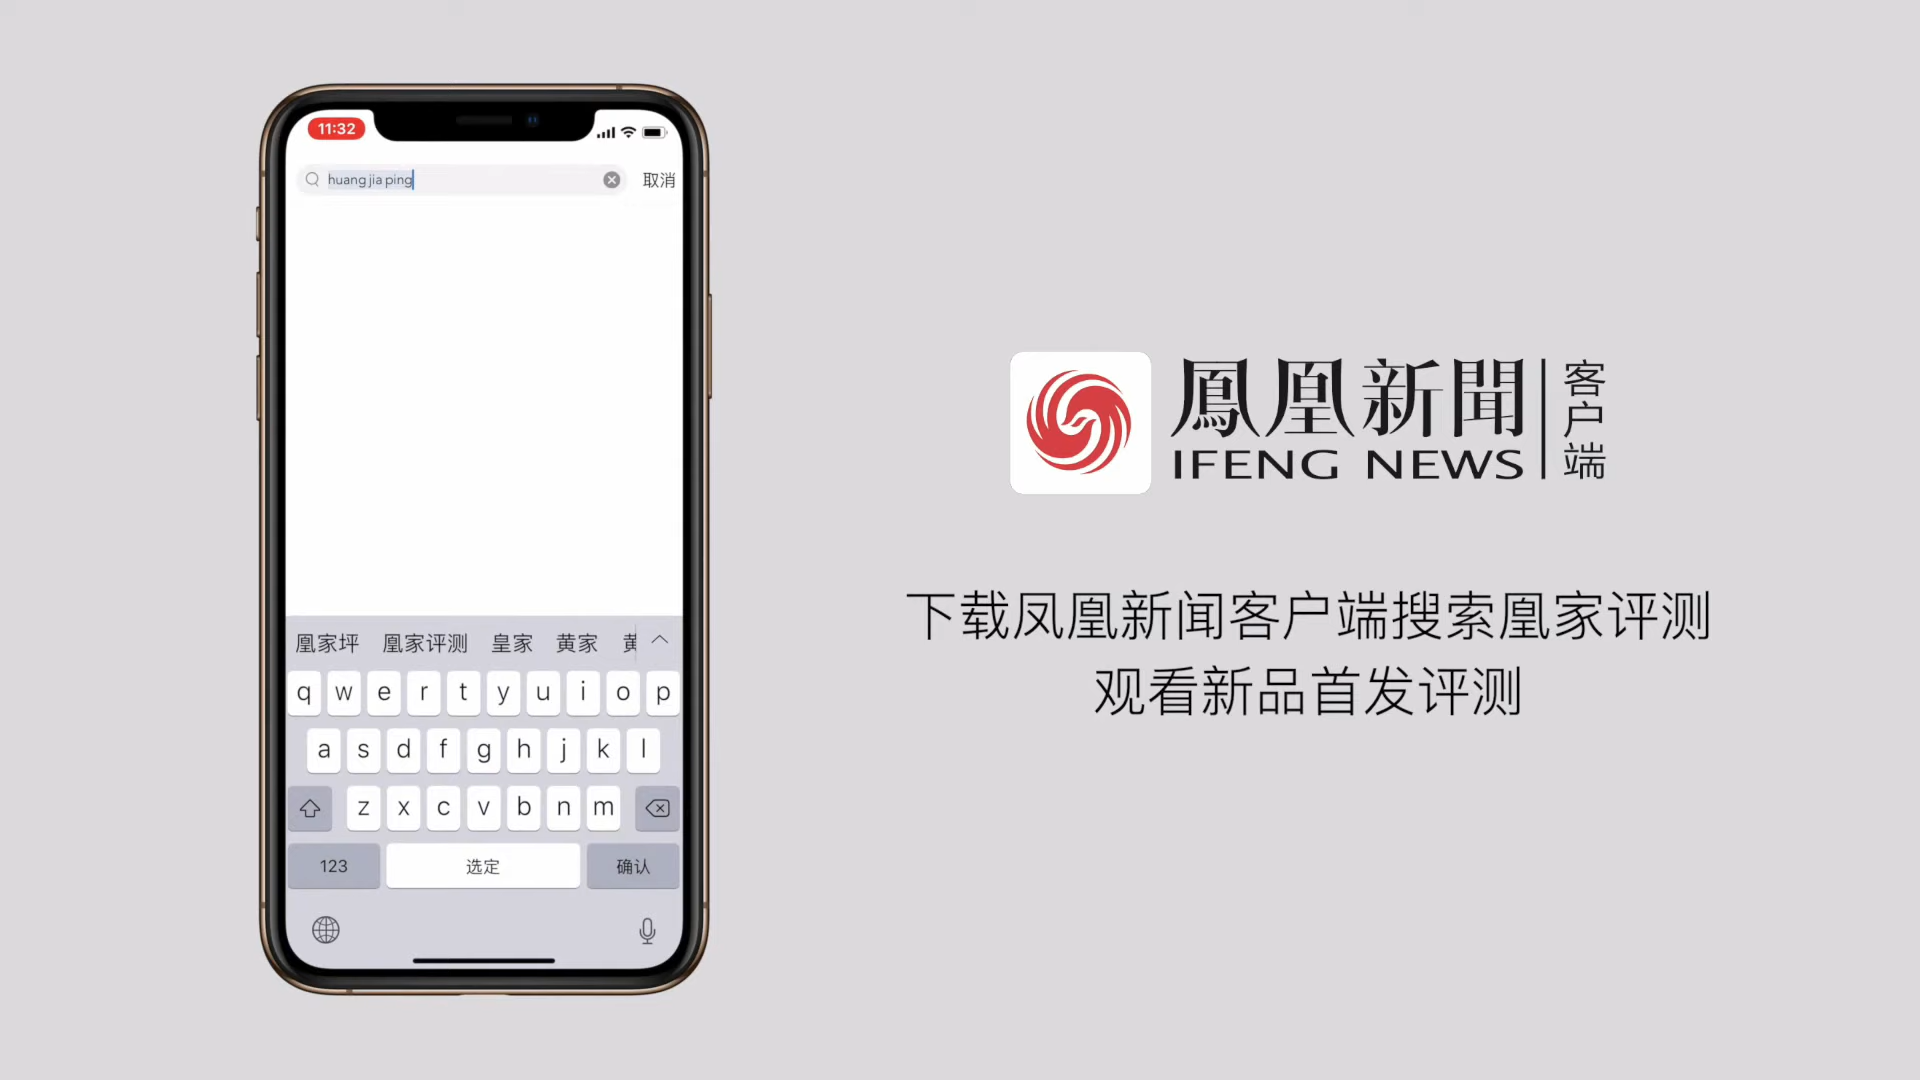 11:32
huang jia ping
取消
凰家坪 凰家评测 皇家 黄家
q w e r t y u i o p
a s d f g h j k l
z x c v b n m
123 选定 确认
鳳凰新聞
IFENG NEWS
客户端
下载凤凰新闻客户端搜索凰家评测
观看新品首发评测